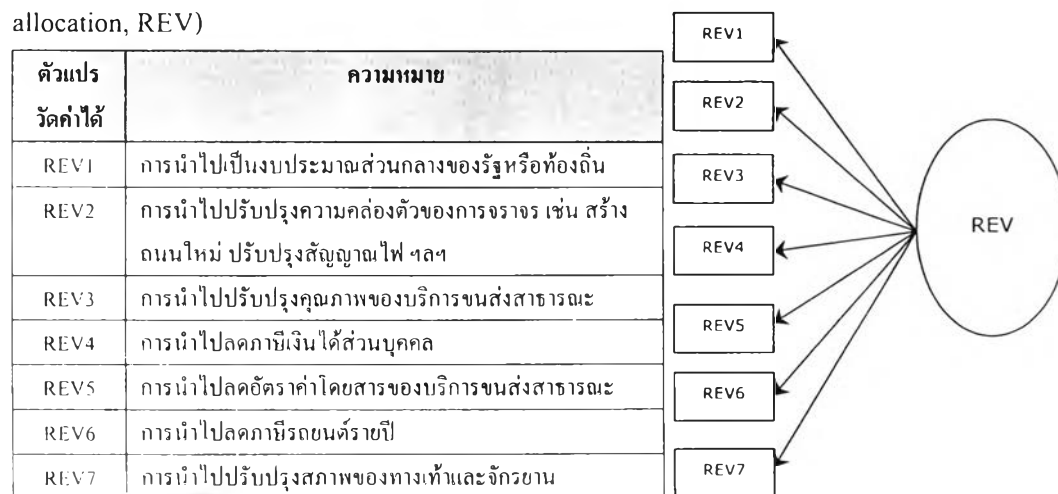 allocation, REV)
ตัวแปร
วัดค่าได้
ความหมาย
REV1
การนำไปเป็นงบประมาณส่วนกลางของรัฐหรือท้องถิ่น
REV2
การนำไปปรับปรุงความคล่องตัวของการจราจร เช่น สร้าง
ถนนใหม่ ปรับปรุงสัญญาณไฟ ฯลฯ
REV3
การนำไปปรับปรุงคุณภาพของบริการขนส่งสาธารณะ
REV4
การนำไปลดภาษีเงินได้ส่วนบุคคล
REV5
การนำไปลดอัตราค่าโดยสารของบริการขนส่งสาธารณะ
REV6
การนำไปลดภาษีรถยนต์รายปี
REV7
การนำไปปรับปรุงสภาพของทางเท้าและจักรยาน
REV1
REV2
REV3
REV4
REV5
REV6
REV7
REV